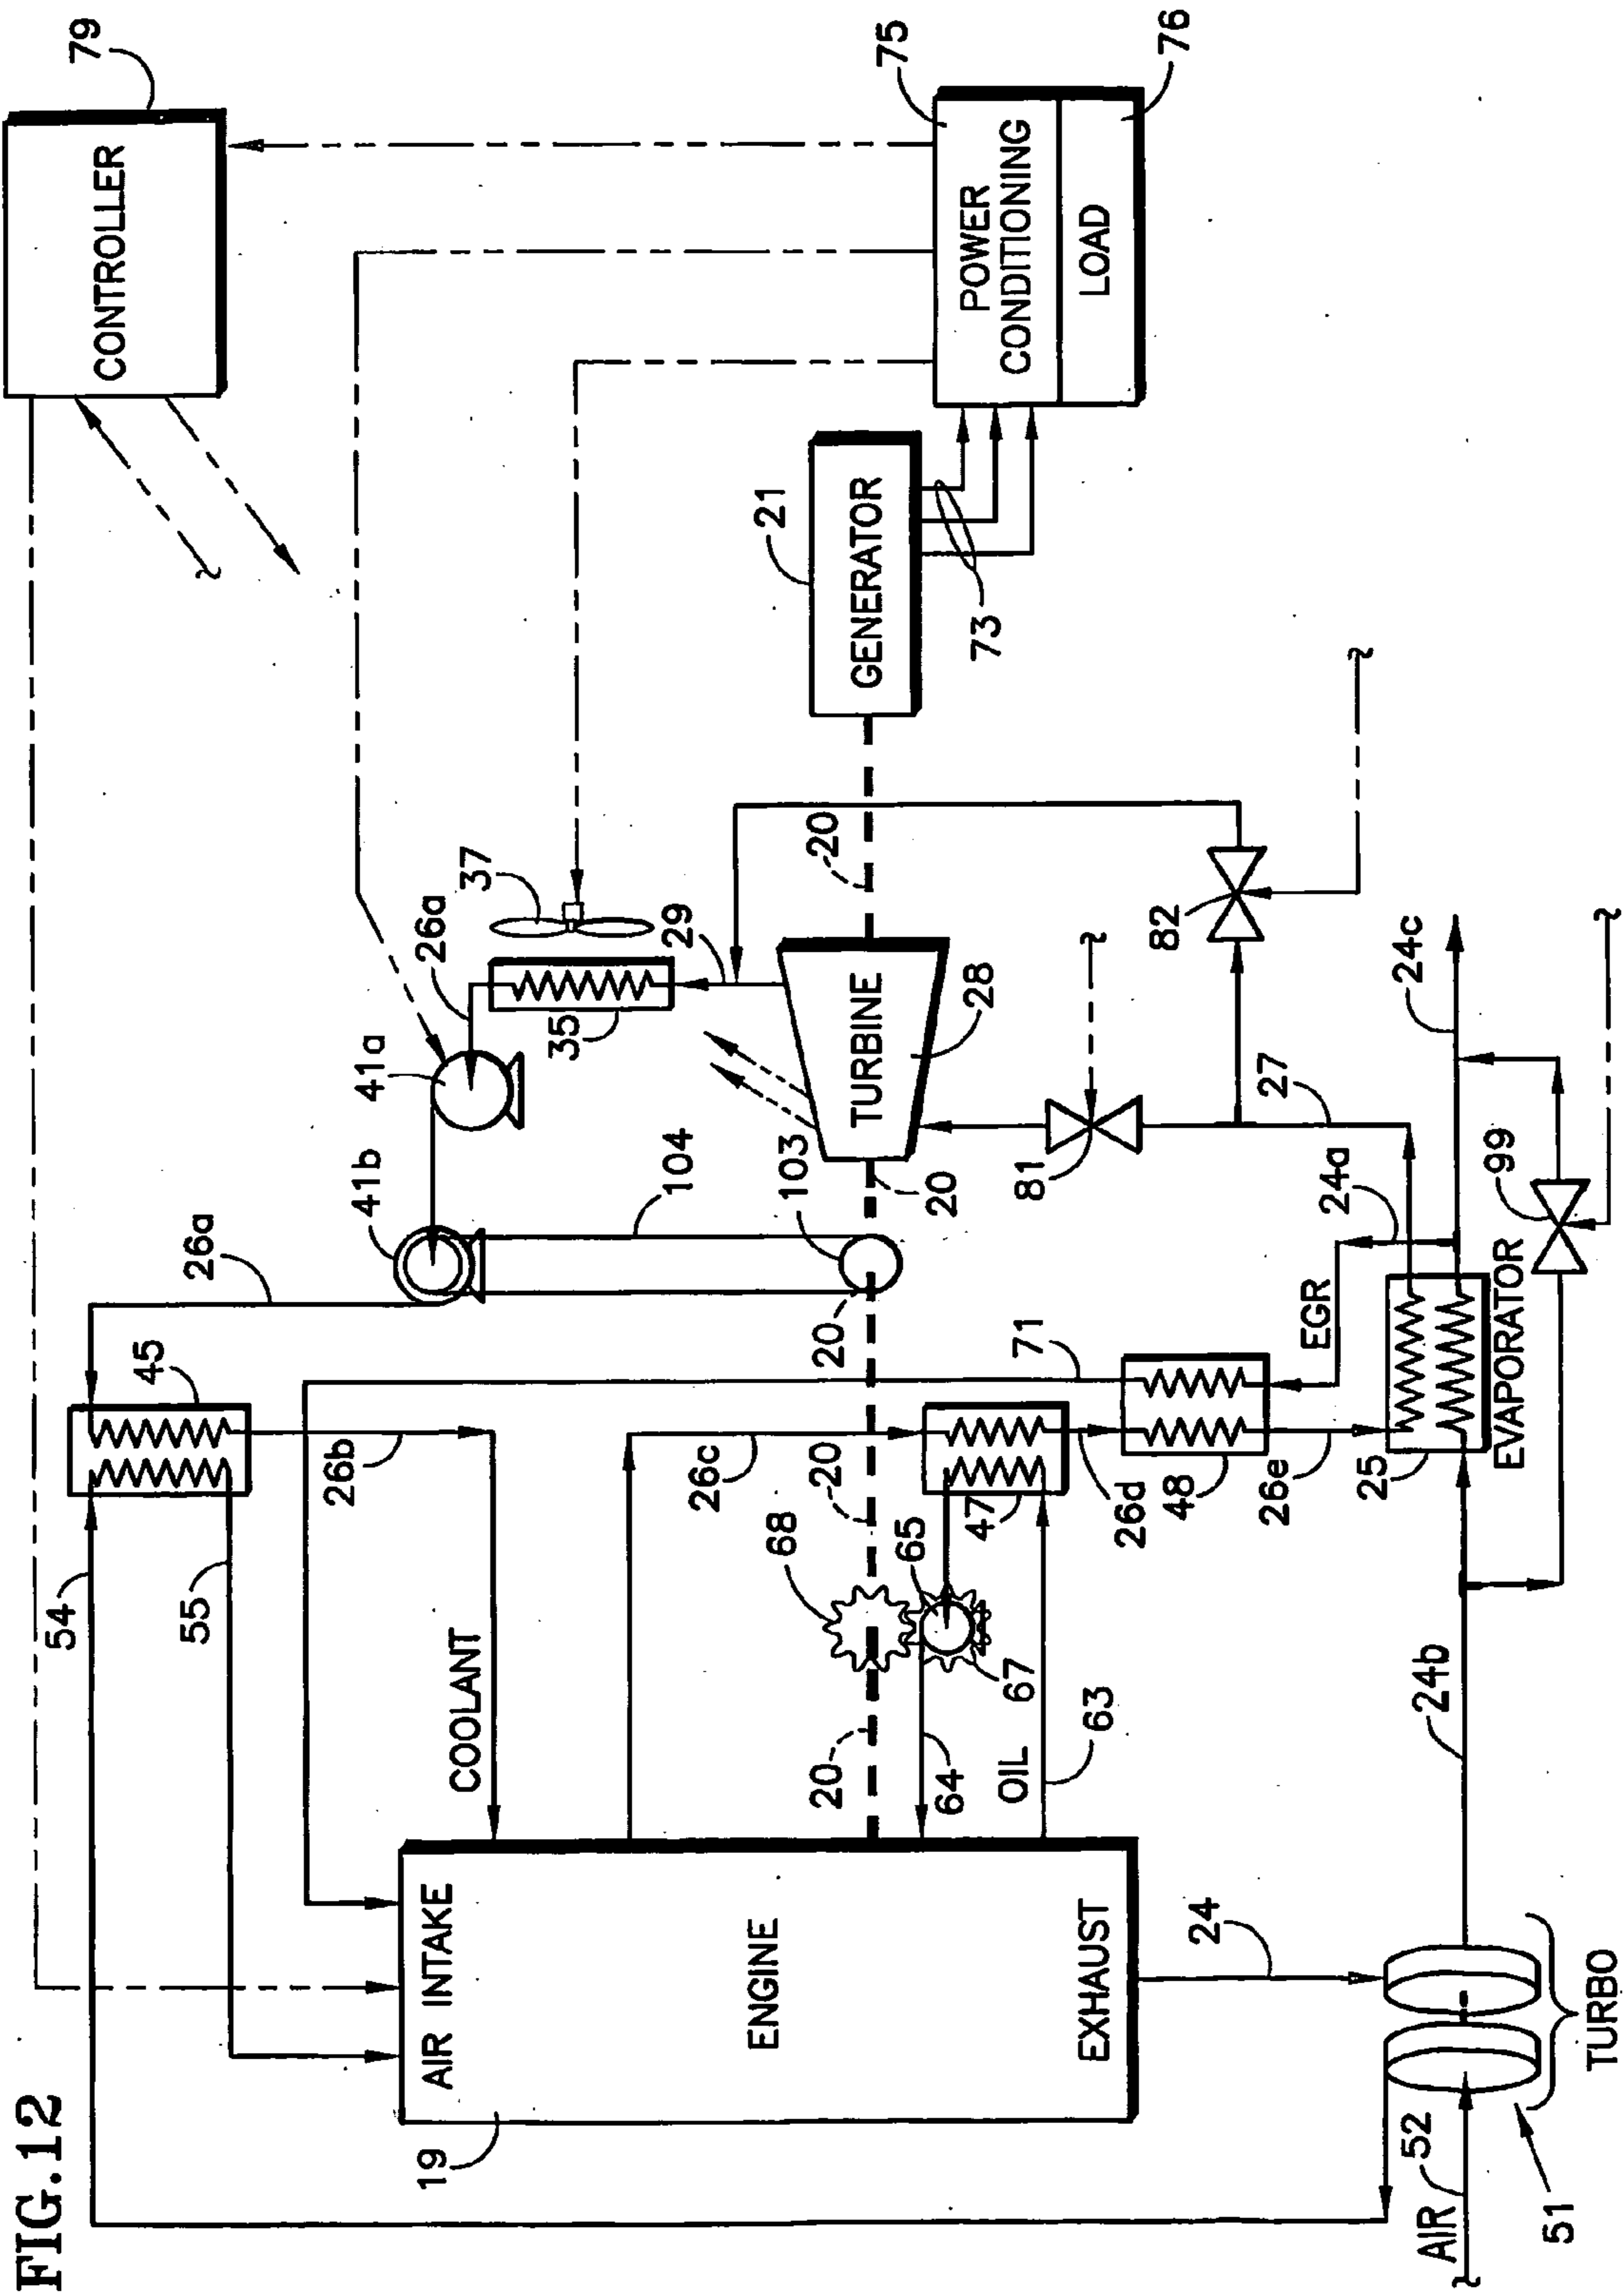 FIG.12
79
CONTROLLER
75
POWER
CONDITIONING
LOAD
76
21
GENERATOR
73
37
26a
29
20
82
24c
41a
35
TURBINE
28
27
41b
104
103
20
81
24a
99
26a
45
20
71
EGR
EVAPORATOR
26b
26c
20
47
26d
48
26e
25
54
55
68
65
67
COOLANT
20
64
OIL
63
24b
AIR INTAKE
ENGINE
EXHAUST
24
19
TURBO
AIR
52
51